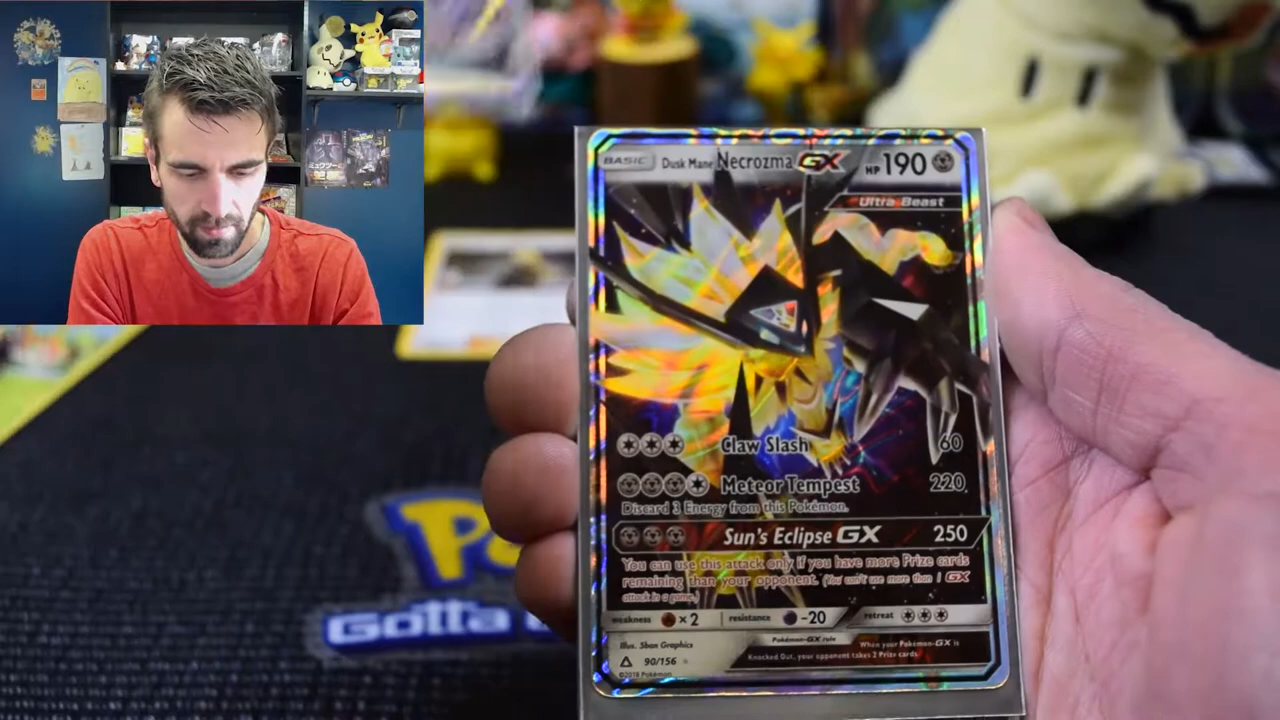 BASIC Dusk Mane Necrozma GX HP 190
Ultra Beast
Claw Slash 60
Meteor Tempest 220
Discard 3 Energy from this Pokémon.
Sun's Eclipse GX 250
You can use this attack only if you have more Prize cards
remaining than your opponent. (You can't use more than 1 GX
attack in a game.)
weakness ×2 resistance -20 retreat
Illus. 5ban Graphics Pokémon-GX rule When your Pokémon-GX is
Knocked Out, your opponent takes 2 Prize cards.
90/156
©2018 Pokémon
Gotta